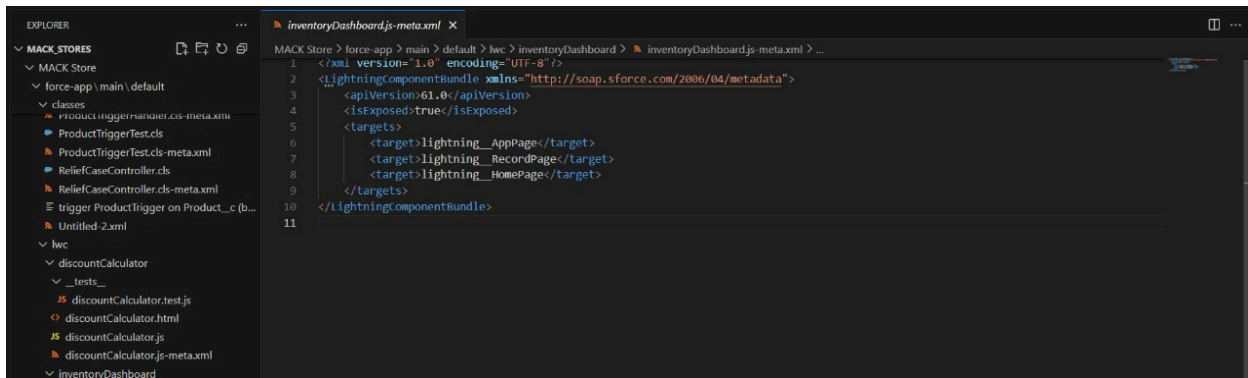 EXPLORER
MACK_STORES
MACK Store
force-app\main\default
classes
ProductTriggerHandler.cls-meta.xml
ProductTriggerTest.cls
ProductTriggerTest.cls-meta.xml
ReliefCaseController.cls
ReliefCaseController.cls-meta.xml
trigger ProductTrigger on Product__c (b...
Untitled-2.xml
lwc
discountCalculator
__tests__
JS discountCalculator.test.js
<> discountCalculator.html
JS discountCalculator.js
discountCalculator.js-meta.xml
inventoryDashboard
inventoryDashboard.js-meta.xml
MACK Store > force-app > main > default > lwc > inventoryDashboard > inventoryDashboard.js-meta.xml > ...
1 <?xml version="1.0" encoding="UTF-8"?>
2 <LightningComponentBundle xmlns="http://soap.sforce.com/2006/04/metadata">
3 <apiVersion>61.0</apiVersion>
4 <isExposed>true</isExposed>
5 <targets>
6 <target>lightning__AppPage</target>
7 <target>lightning__RecordPage</target>
8 <target>lightning__HomePage</target>
9 </targets>
10 </LightningComponentBundle>
11